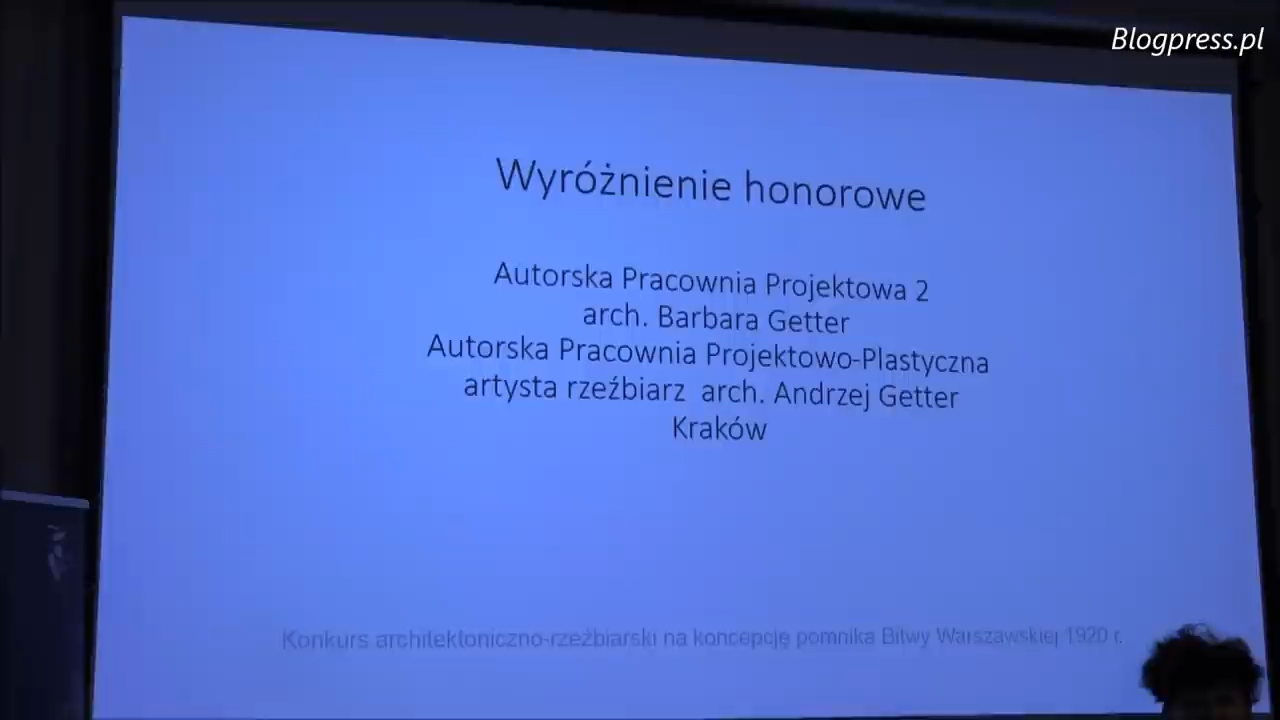 Blogpress.pl
Wyróżnienie honorowe
Autorska Pracownia Projektowa 2
arch. Barbara Getter
Autorska Pracownia Projektowo-Plastyczna
artysta rzeźbiarz arch. Andrzej Getter
Kraków
Konkurs architektoniczno-rzeźbiarski na koncepcję pomnika Bitwy Warszawskiej 1920 r.